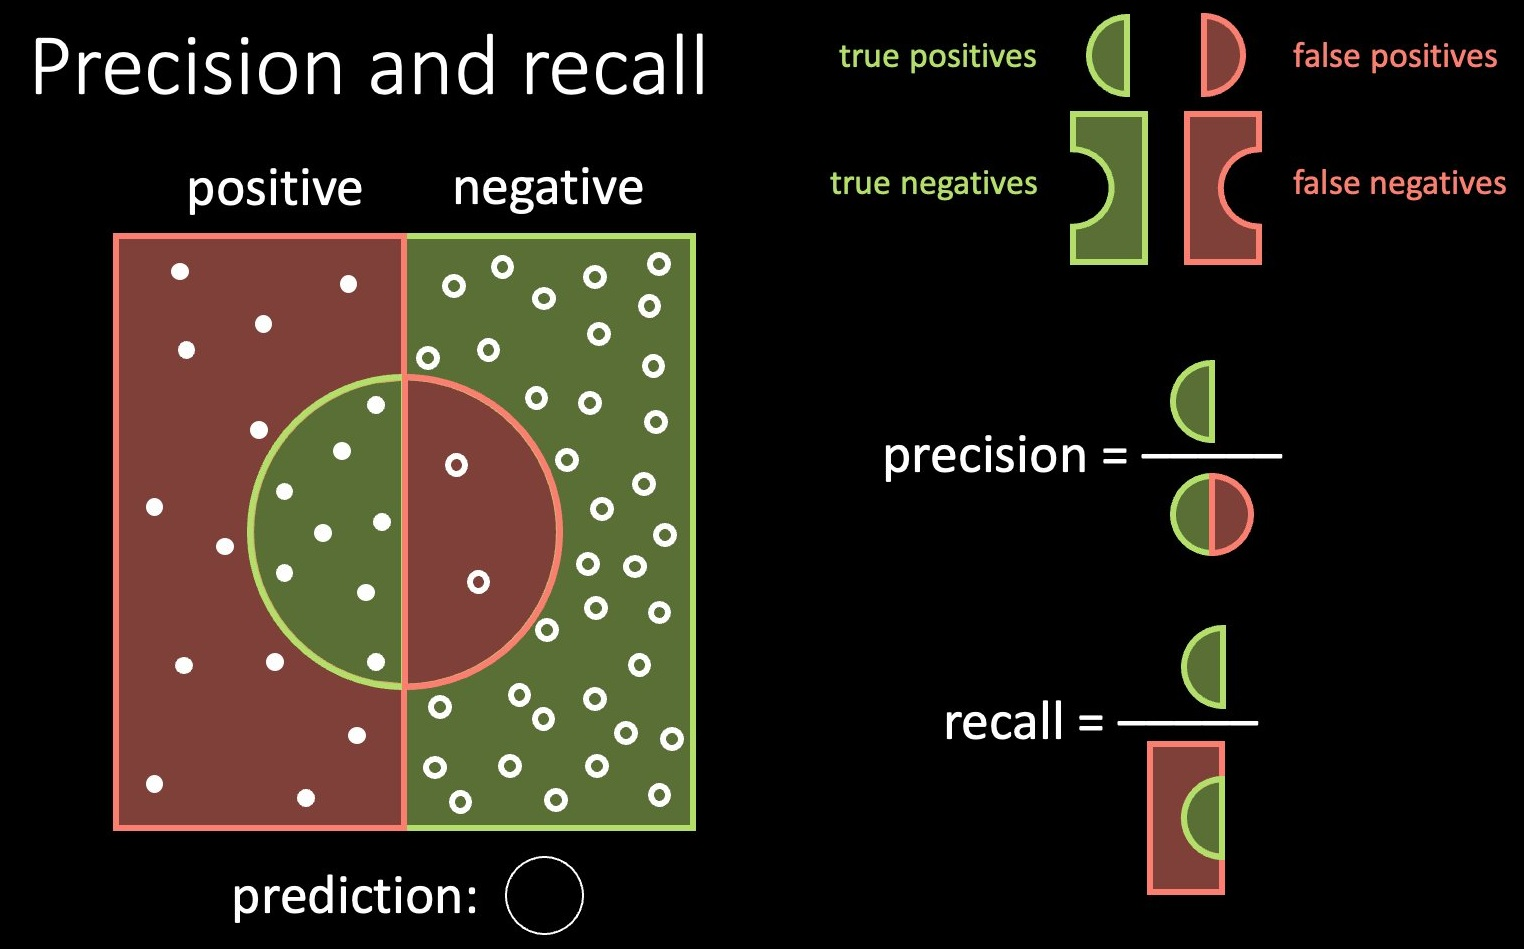 Precision and recall
positive
negative
prediction:
true positives
false positives
true negatives
false negatives
precision =
recall =